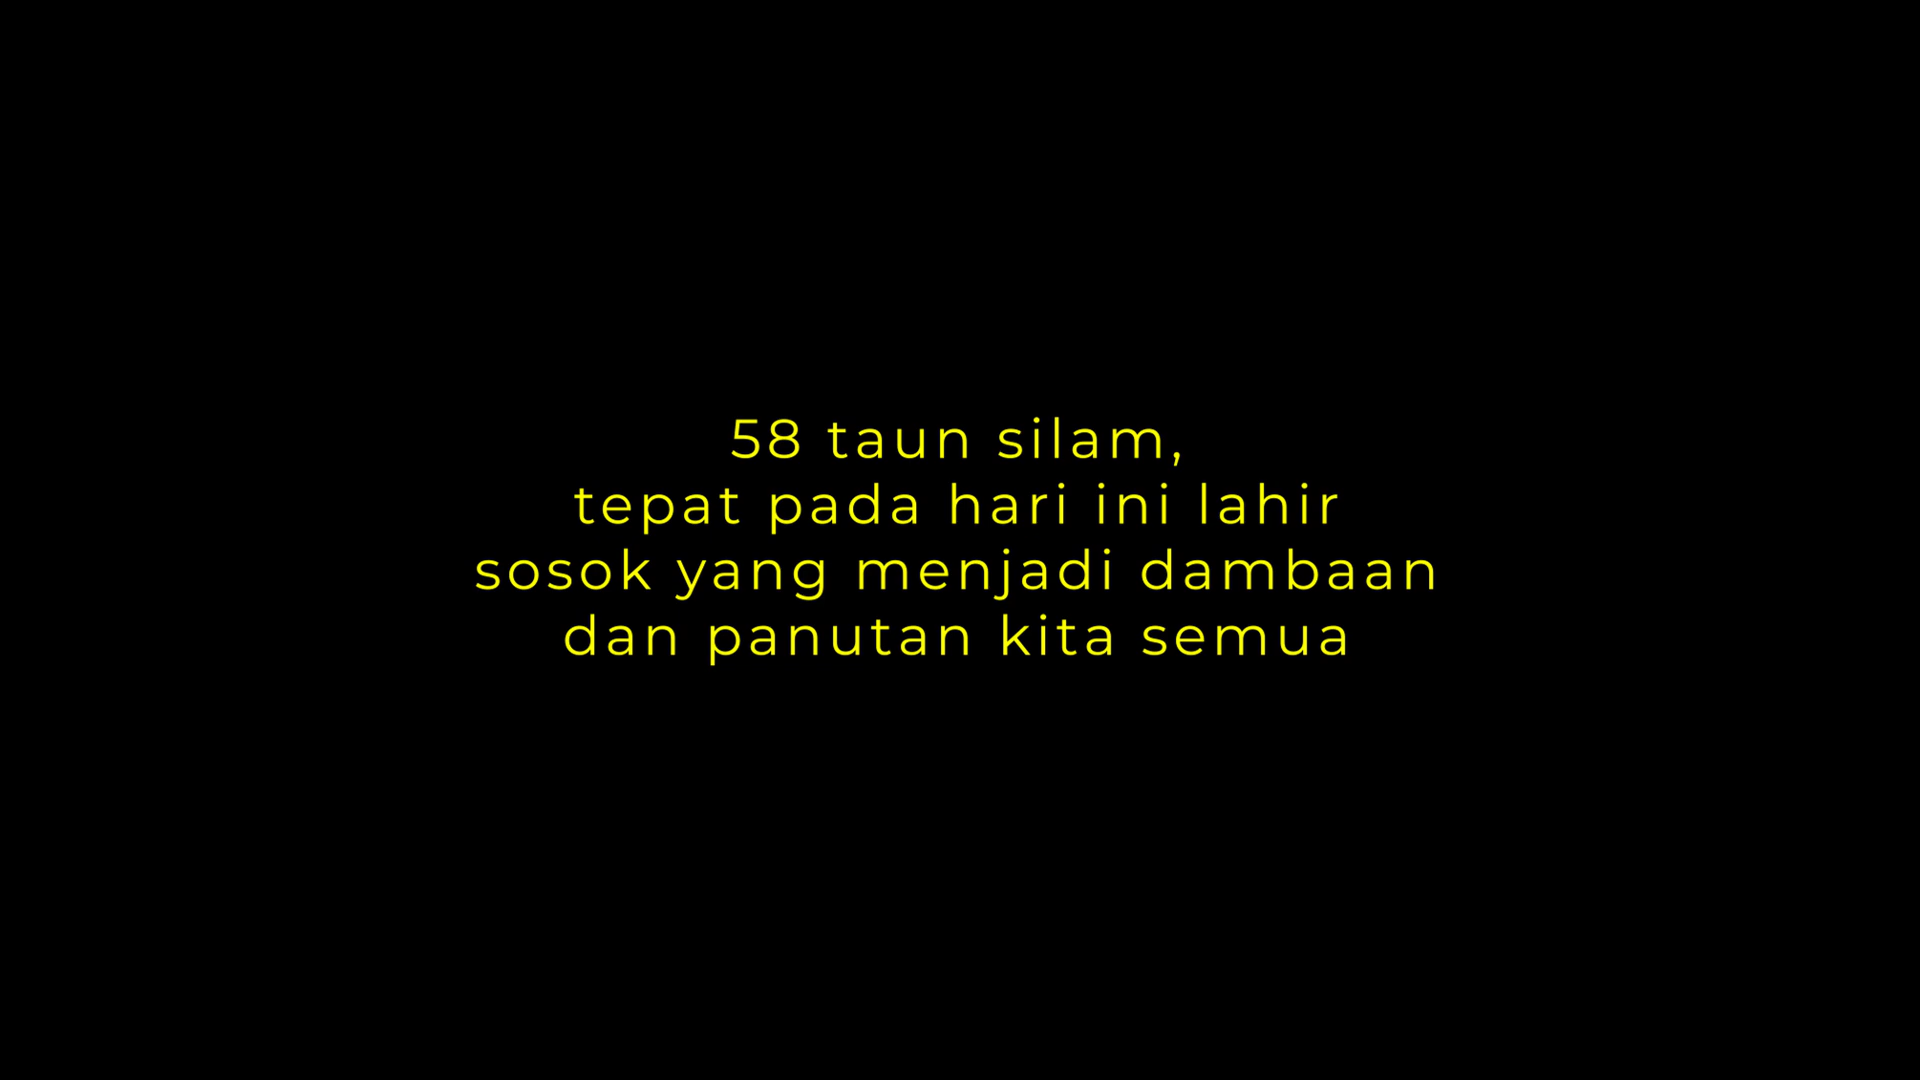 58 taun silam,
tepat pada hari ini lahir
sosok yang menjadi dambaan
dan panutan kita semua